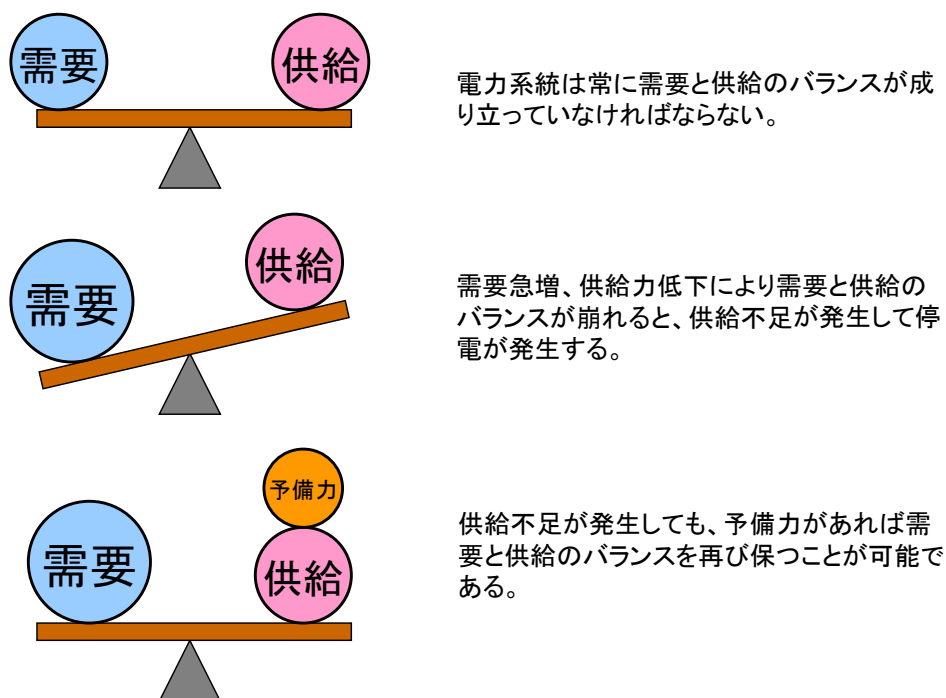 需要
供給
電力系統は常に需要と供給のバランスが成
り立っていなければならない。
需要
供給
需要急増、供給力低下により需要と供給の
バランスが崩れると、供給不足が発生して停
電が発生する。
予備力
需要
供給
供給不足が発生しても、予備力があれば需
要と供給のバランスを再び保つことが可能で
ある。